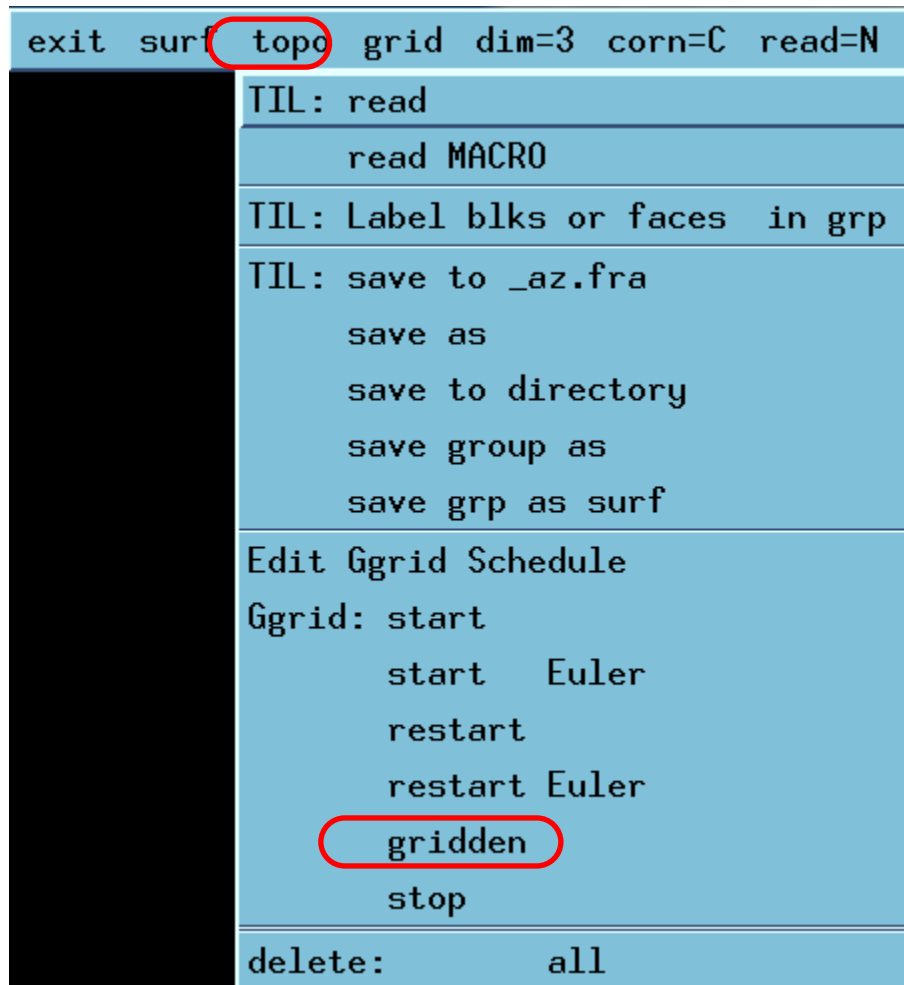 exit surf topo grid dim=3 corn=C read=N
TIL: read
read MACRO
TIL: Label blks or faces in grp
TIL: save to _az.fra
save as
save to directory
save group as
save grp as surf
Edit Ggrid Schedule
Ggrid: start
start Euler
restart
restart Euler
gridden
stop
delete: all